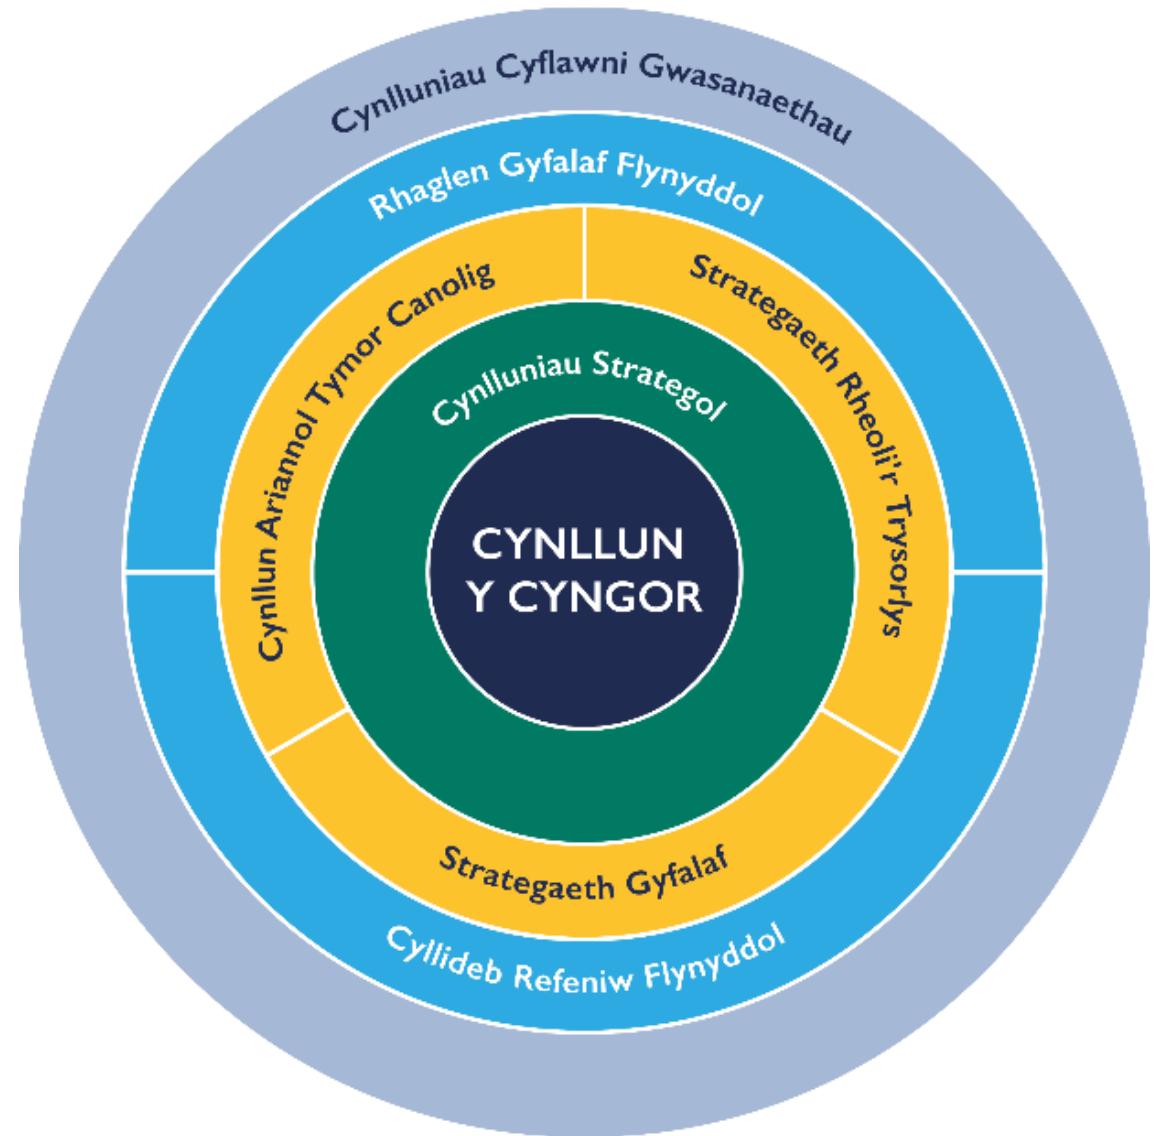 Cynlluniau Cyflawni Gwasanaethau
Rhaglen Gyfalaf Flynyddol
Cynllun Ariannol Tymor Canolig
Strategaeth Rheoli'r Trysorlys
Cynlluniau Strategol
CYNLLUN
Y CYNGOR
Strategaeth Gyfalaf
Cyllideb Refeniw Flynyddol